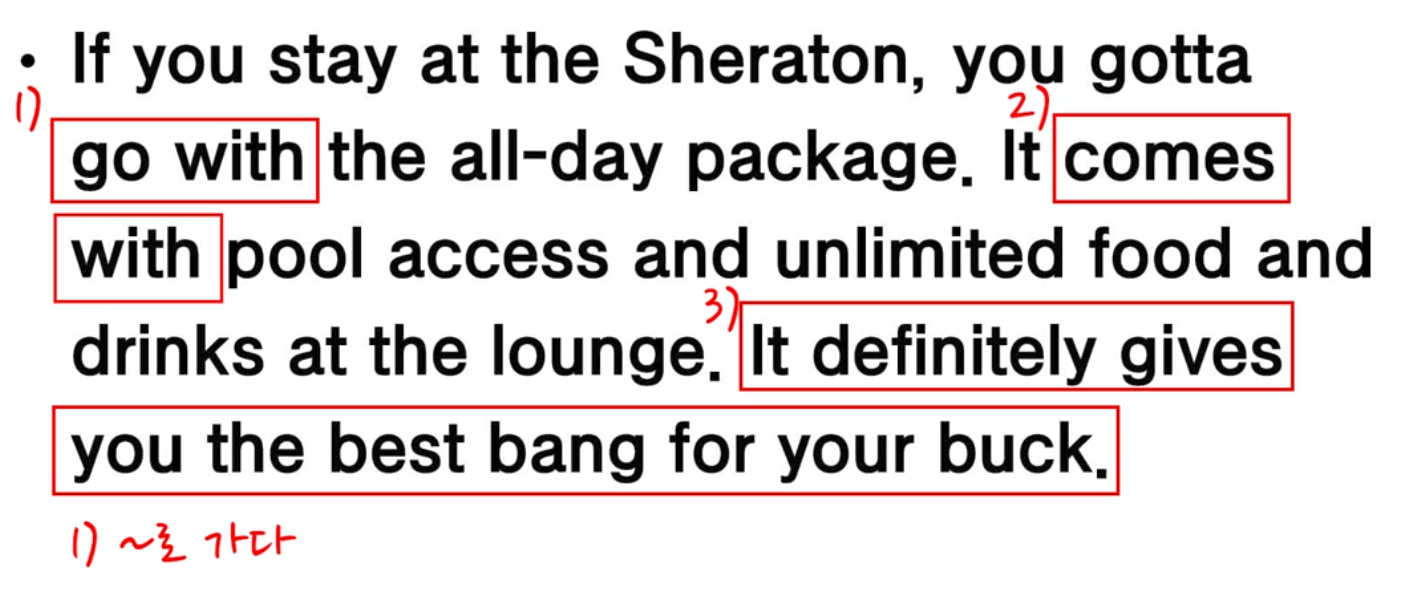 • If you stay at the Sheraton, you gotta
1) go with the all-day package. It 2) comes
with pool access and unlimited food and
drinks at the lounge. 3) It definitely gives
you the best bang for your buck.
1) ~로 가다